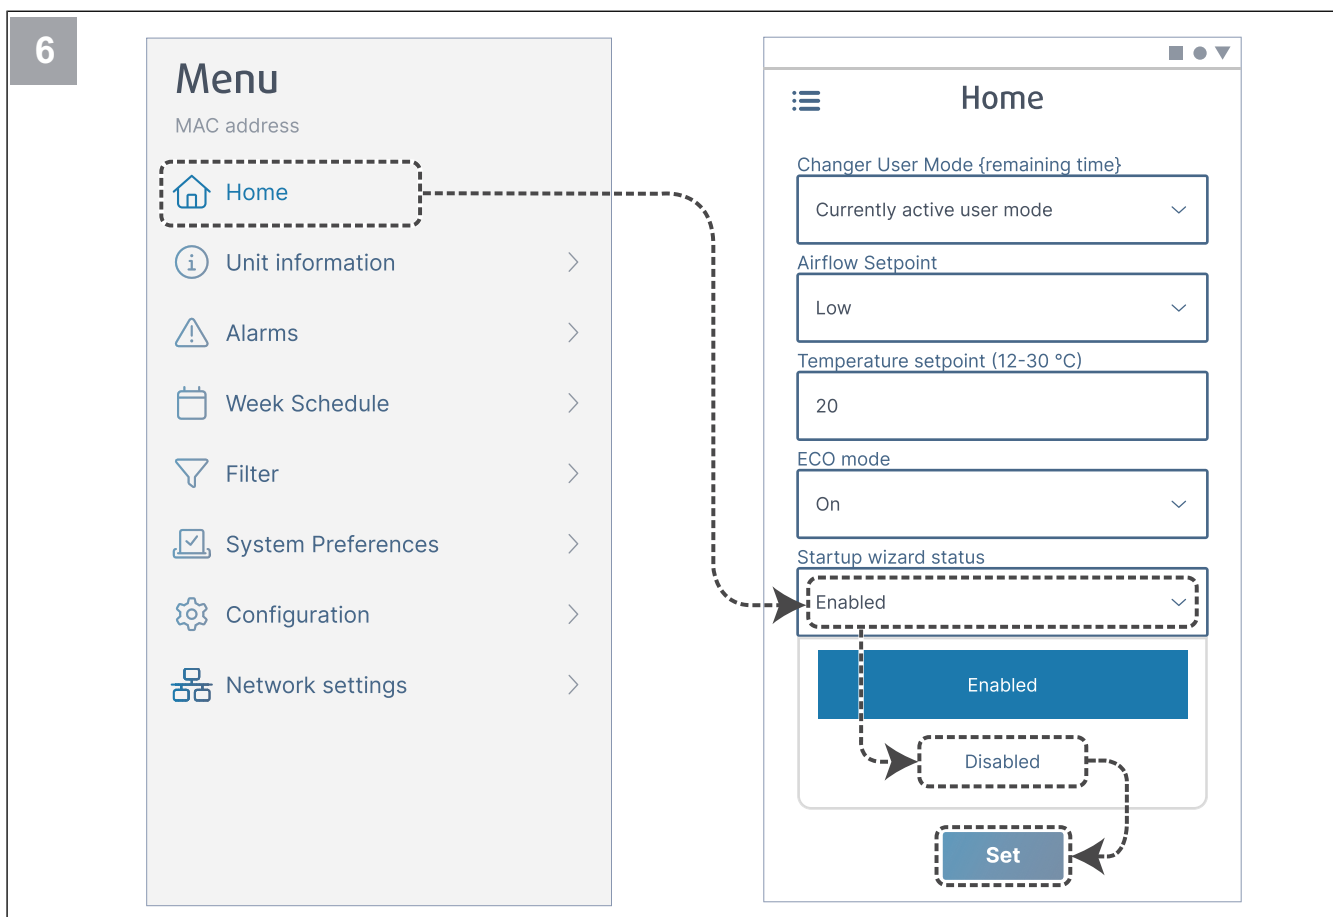 6
Menu
MAC address
Home
Unit information
Alarms
Week Schedule
Filter
System Preferences
Configuration
Network settings
Home
Changer User Mode {remaining time}
Currently active user mode
Airflow Setpoint
Low
Temperature setpoint (12-30 °C)
20
ECO mode
On
Startup wizard status
Enabled
Enabled
Disabled
Set